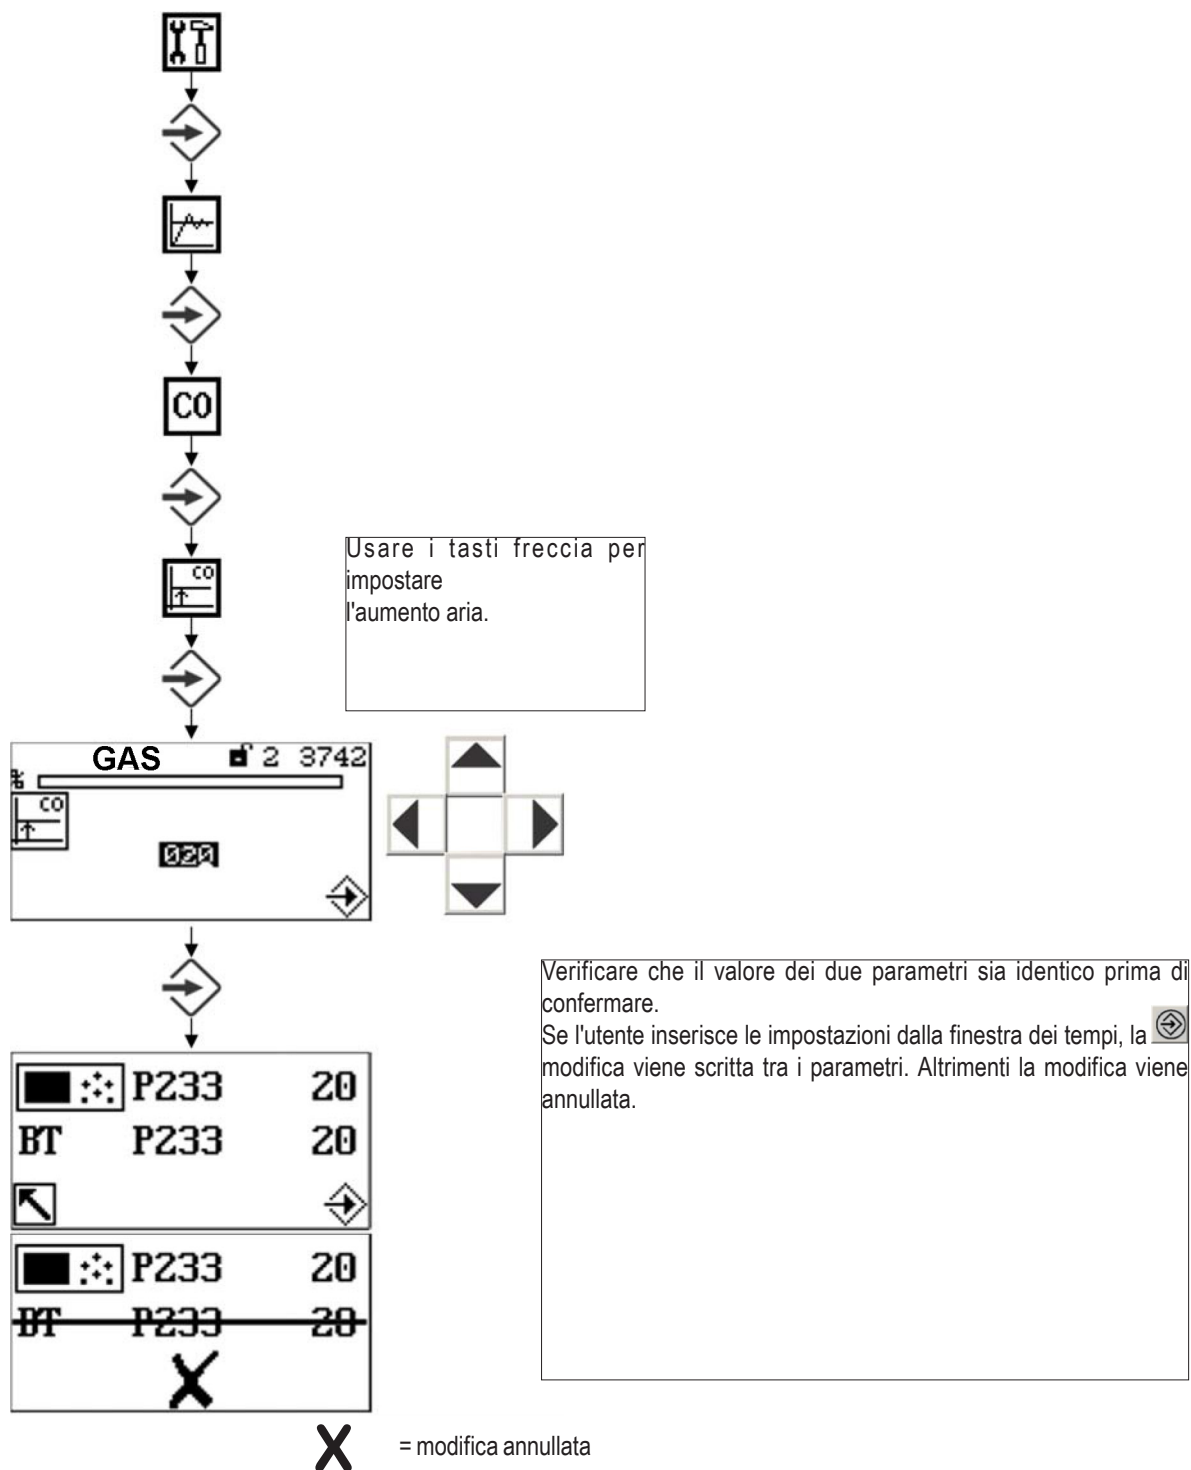 CO
CO
Usare i tasti freccia per
impostare
l'aumento aria.
GAS 2 3742
%
CO
020
Verificare che il valore dei due parametri sia identico prima di
confermare.
Se l'utente inserisce le impostazioni dalla finestra dei tempi, la
modifica viene scritta tra i parametri. Altrimenti la modifica viene
annullata.
P233 20
BT P233 20
P233 20
BT P233 20
X
X = modifica annullata